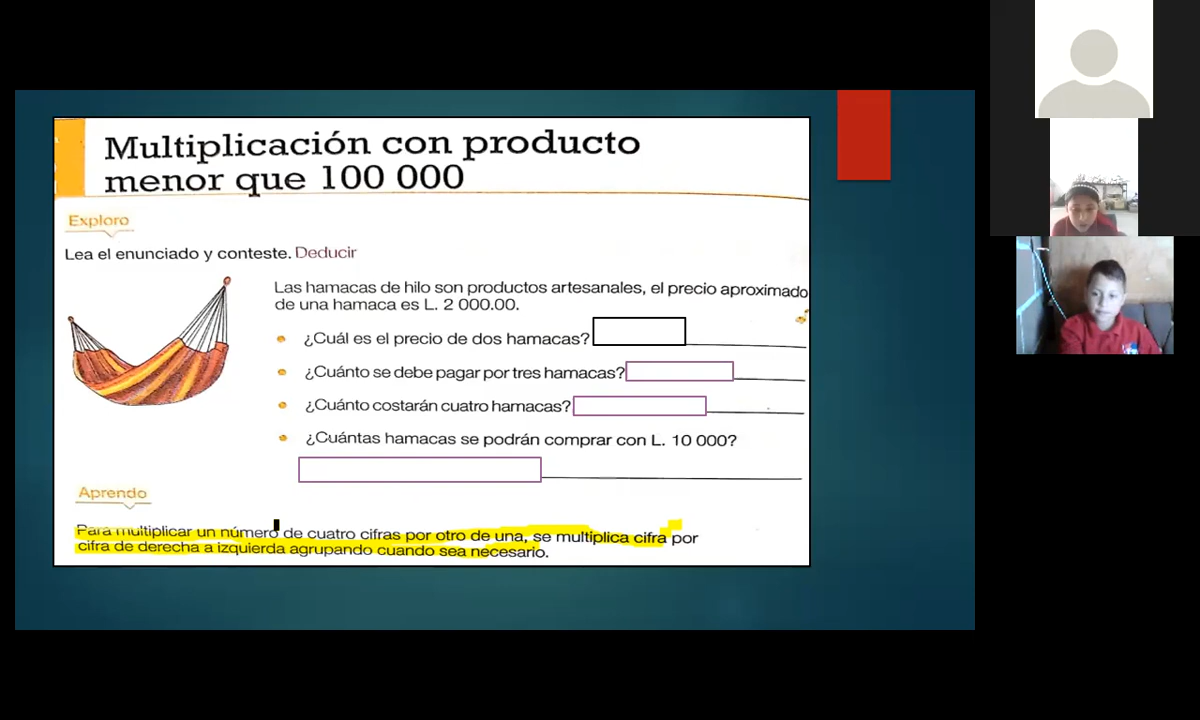 Multiplicación con producto
menor que 100 000
Exploro
Lea el enunciado y conteste. Deducir
Las hamacas de hilo son productos artesanales, el precio aproximado
de una hamaca es L. 2 000.00.
¿Cuál es el precio de dos hamacas?
¿Cuánto se debe pagar por tres hamacas?
¿Cuánto costarán cuatro hamacas?
¿Cuántas hamacas se podrán comprar con L. 10 000?
Aprendo
Para multiplicar un número de cuatro cifras por otro de una, se multiplica cifra por
cifra de derecha a izquierda agrupando cuando sea necesario.